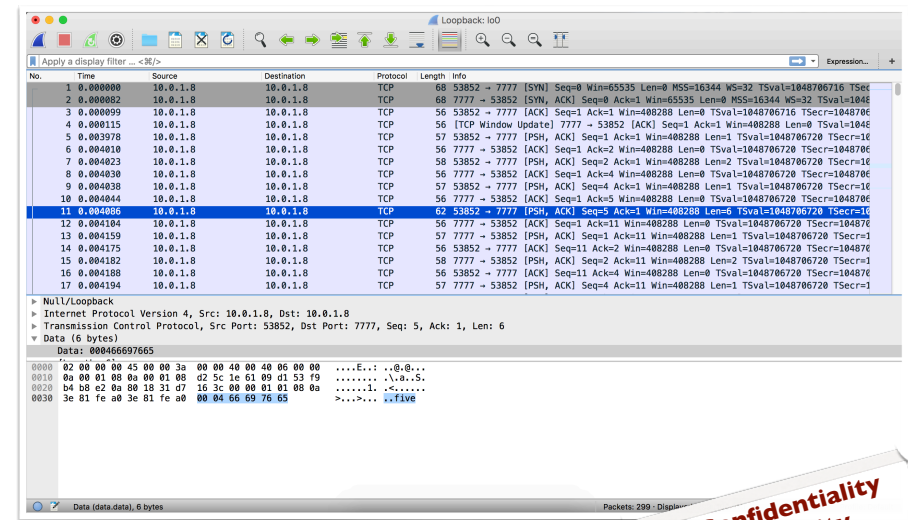 Loopback: lo0
Apply a display filter ... <⌘/>
Expression... +
No. Time Source Destination Protocol Length Info
1 0.000000 10.0.1.8 10.0.1.8 TCP 68 53852 → 7777 [SYN] Seq=0 Win=65535 Len=0 MSS=16344 WS=32 TSval=1048706716 TSec
2 0.000082 10.0.1.8 10.0.1.8 TCP 68 7777 → 53852 [SYN, ACK] Seq=0 Ack=1 Win=65535 Len=0 MSS=16344 WS=32 TSval=1048
3 0.000099 10.0.1.8 10.0.1.8 TCP 56 53852 → 7777 [ACK] Seq=1 Ack=1 Win=408288 Len=0 TSval=1048706716 TSecr=104870
4 0.000115 10.0.1.8 10.0.1.8 TCP 56 [TCP Window Update] 7777 → 53852 [ACK] Seq=1 Ack=1 Win=408288 Len=0 TSval=1048
5 0.003978 10.0.1.8 10.0.1.8 TCP 57 53852 → 7777 [PSH, ACK] Seq=1 Ack=1 Win=408288 Len=1 TSval=1048706720 TSecr=10
6 0.004010 10.0.1.8 10.0.1.8 TCP 56 7777 → 53852 [ACK] Seq=1 Ack=2 Win=408288 Len=0 TSval=1048706720 TSecr=104870
7 0.004023 10.0.1.8 10.0.1.8 TCP 58 53852 → 7777 [PSH, ACK] Seq=2 Ack=1 Win=408288 Len=2 TSval=1048706720 TSecr=10
8 0.004030 10.0.1.8 10.0.1.8 TCP 56 7777 → 53852 [ACK] Seq=1 Ack=4 Win=408288 Len=0 TSval=1048706720 TSecr=104870
9 0.004038 10.0.1.8 10.0.1.8 TCP 57 53852 → 7777 [PSH, ACK] Seq=4 Ack=1 Win=408288 Len=1 TSval=1048706720 TSecr=10
10 0.004044 10.0.1.8 10.0.1.8 TCP 56 7777 → 53852 [ACK] Seq=1 Ack=5 Win=408288 Len=0 TSval=1048706720 TSecr=104870
11 0.004086 10.0.1.8 10.0.1.8 TCP 62 53852 → 7777 [PSH, ACK] Seq=5 Ack=1 Win=408288 Len=6 TSval=1048706720 TSecr=10
12 0.004104 10.0.1.8 10.0.1.8 TCP 56 7777 → 53852 [ACK] Seq=1 Ack=11 Win=408288 Len=0 TSval=1048706720 TSecr=10487
13 0.004159 10.0.1.8 10.0.1.8 TCP 57 7777 → 53852 [PSH, ACK] Seq=1 Ack=11 Win=408288 Len=1 TSval=1048706720 TSecr=1
14 0.004175 10.0.1.8 10.0.1.8 TCP 56 53852 → 7777 [ACK] Seq=11 Ack=2 Win=408288 Len=0 TSval=1048706720 TSecr=10487
15 0.004182 10.0.1.8 10.0.1.8 TCP 58 7777 → 53852 [PSH, ACK] Seq=2 Ack=11 Win=408288 Len=2 TSval=1048706720 TSecr=1
16 0.004188 10.0.1.8 10.0.1.8 TCP 56 53852 → 7777 [ACK] Seq=11 Ack=4 Win=408288 Len=0 TSval=1048706720 TSecr=10487
17 0.004194 10.0.1.8 10.0.1.8 TCP 57 7777 → 53852 [PSH, ACK] Seq=4 Ack=11 Win=408288 Len=1 TSval=1048706720 TSecr=1
Null/Loopback
Internet Protocol Version 4, Src: 10.0.1.8, Dst: 10.0.1.8
Transmission Control Protocol, Src Port: 53852, Dst Port: 7777, Seq: 5, Ack: 1, Len: 6
Data (6 bytes)
Data: 000466697665
0000 02 00 00 00 45 00 00 3a 00 00 40 00 40 06 00 00 ....E..: ..@.@...
0010 0a 00 01 08 0a 00 01 08 d2 5c 1e 61 09 d1 53 f9 ........ .\.a..S.
0020 b4 b8 e2 0a 80 18 31 d7 16 3c 00 00 01 01 08 0a ......1. .<......
0030 3e 81 fe a0 3e 81 fe a0 00 04 66 69 76 65 >...>... ..five
Data (data.data), 6 bytes
Packets: 299 ·